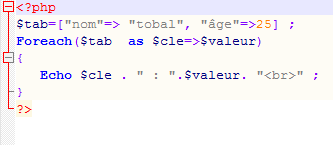 <?php
$tab=["nom"=> "tobal", "âge"=>25] ;
Foreach($tab  as $cle=>$valeur)
{
   Echo $cle . " : ".$valeur. "<br>" ;
}
?>